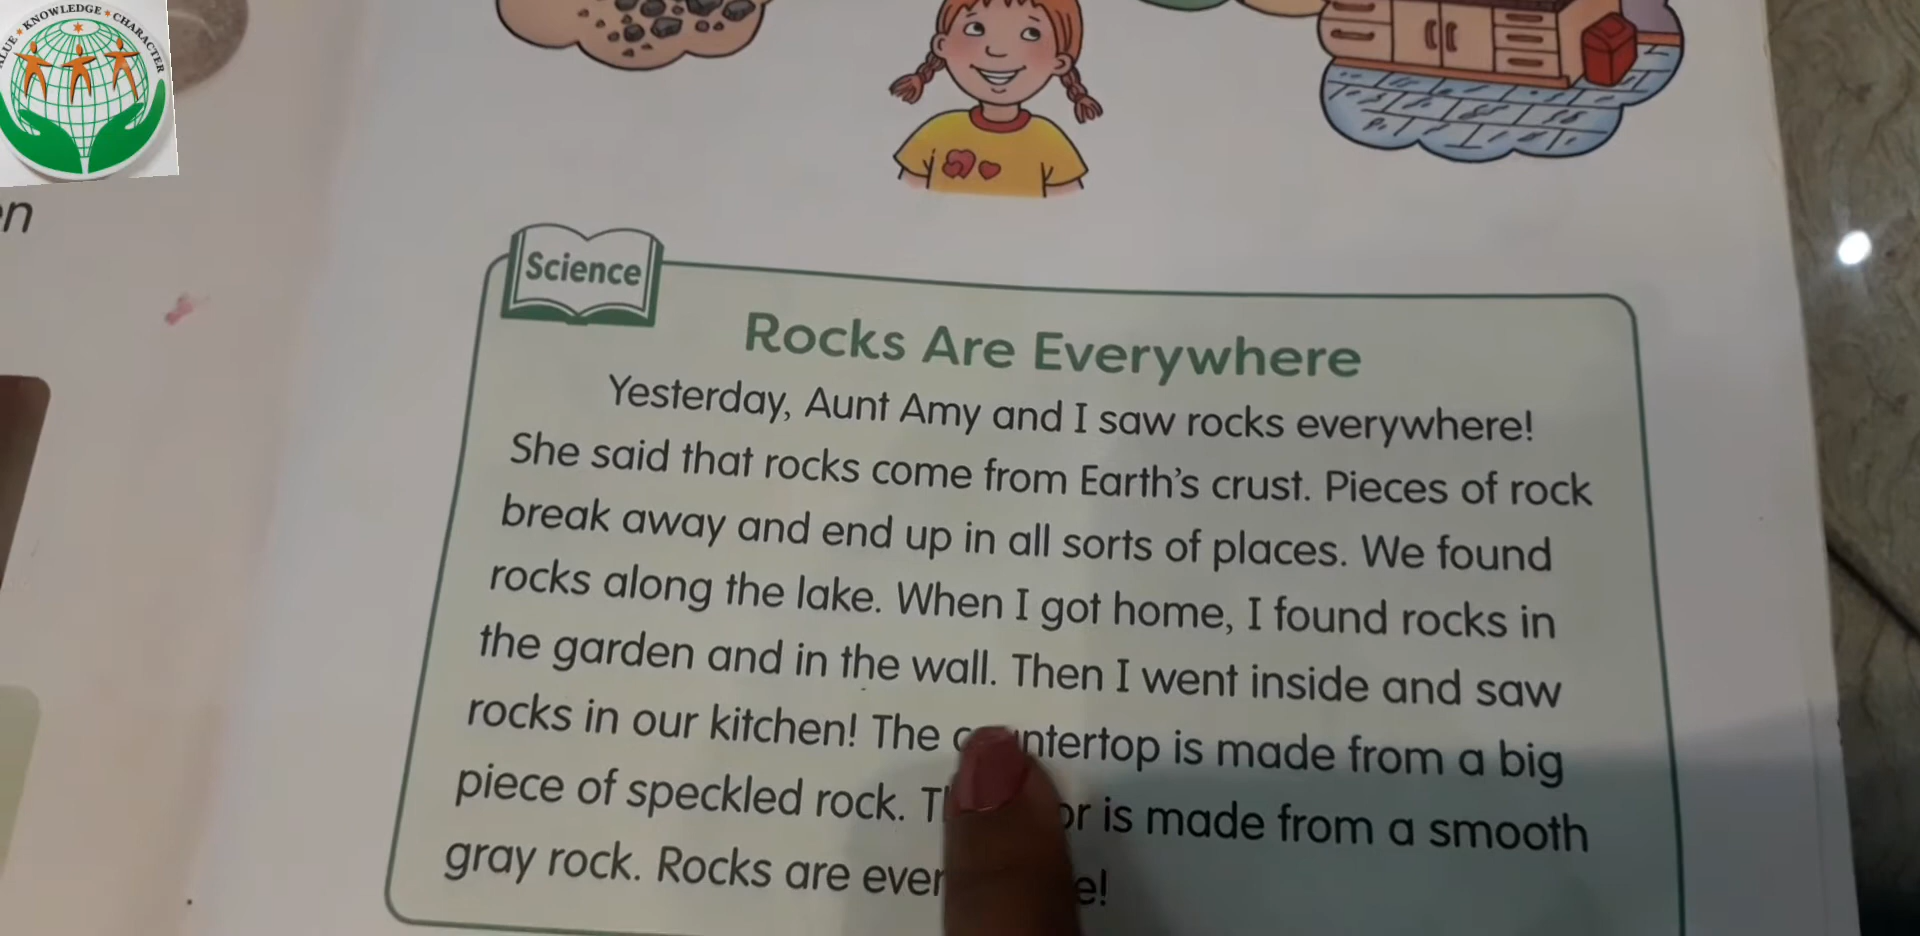 KNOWLEDGE * CHARACTER
Science
Rocks Are Everywhere
Yesterday, Aunt Amy and I saw rocks everywhere!
She said that rocks come from Earth's crust. Pieces of rock
break away and end up in all sorts of places. We found
rocks along the lake. When I got home, I found rocks in
the garden and in the wall. Then I went inside and saw
rocks in our kitchen! The countertop is made from a big
piece of speckled rock. is made from a smooth
gray rock. Rocks are